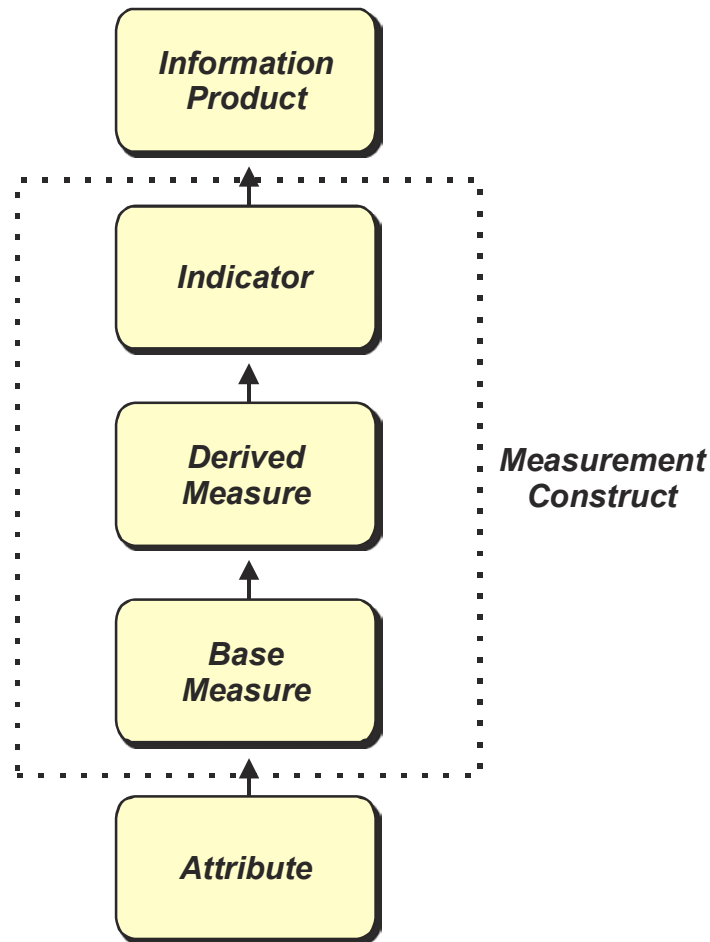 Information
Product
Indicator
Derived
Measure
Measurement
Construct
Base
Measure
Attribute